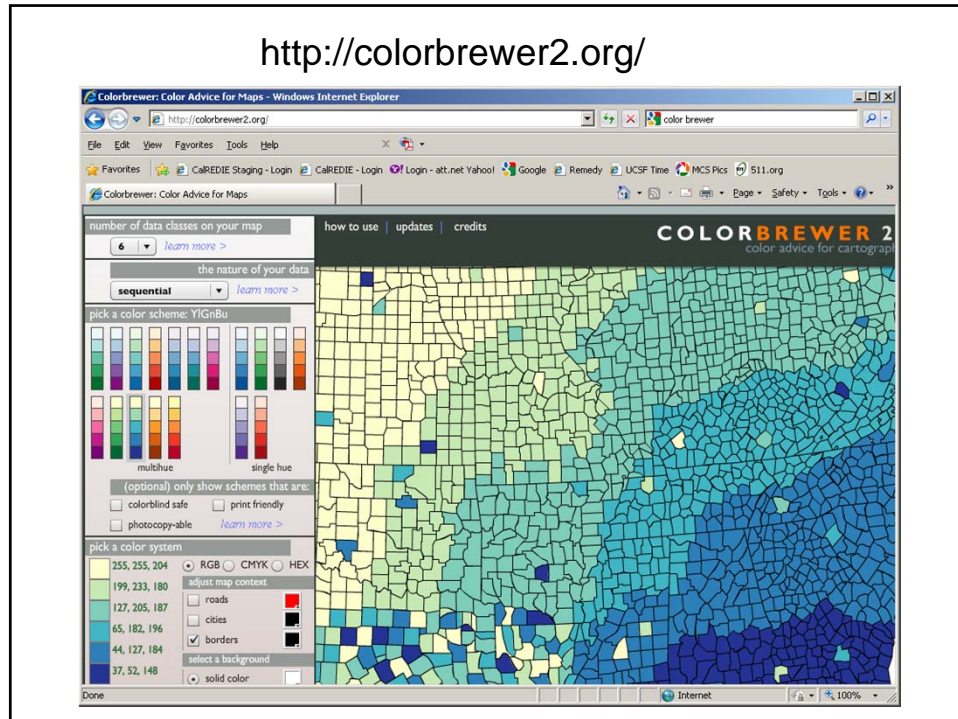 http://colorbrewer2.org/
Colorbrewer: Color Advice for Maps - Windows Internet Explorer
http://colorbrewer2.org/
color brewer
File Edit View Favorites Tools Help
Favorites CalREDIE Staging - Login CalREDIE - Login Login - att.net Yahoo! Google Remedy UCSF Time MCS Pics 511.org
Colorbrewer: Color Advice for Maps
Page Safety Tools
number of data classes on your map
6 learn more >
the nature of your data
sequential learn more >
pick a color scheme: YlGnBu
multihue single hue
(optional) only show schemes that are:
colorblind safe print friendly
photocopy-able learn more >
pick a color system
255, 255, 204 RGB CMYK HEX
199, 233, 180
127, 205, 187
65, 182, 196
44, 127, 184
37, 52, 148
adjust map context
roads
cities
borders
select a background
solid color
how to use | updates | credits
COLORBREWER 2
color advice for cartograph
Done Internet 100%